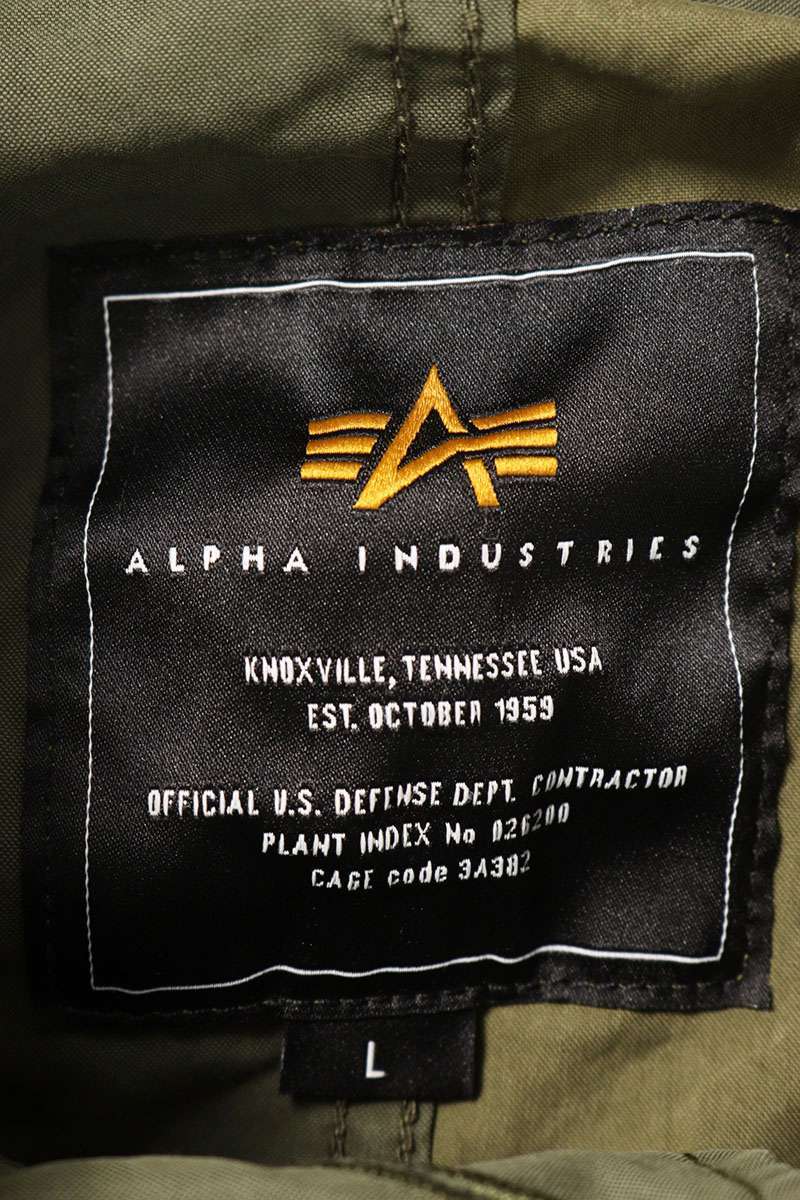 ALPHA INDUSTRIES
KNOXVILLE, TENNESSEE USA
EST. OCTOBER 1959
OFFICIAL U.S. DEFENSE DEPT. CONTRACTOR
PLANT INDEX No 026200
CAGE code 3A382
L